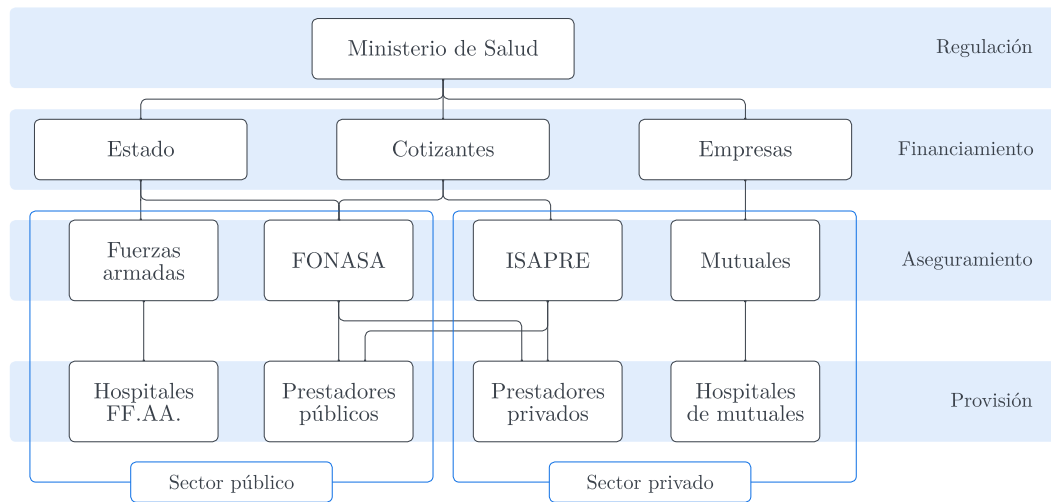 Ministerio de Salud
Regulación
Estado
Cotizantes
Empresas
Financiamiento
Fuerzas
armadas
FONASA
ISAPRE
Mutuales
Aseguramiento
Hospitales
FF.AA.
Prestadores
públicos
Prestadores
privados
Hospitales
de mutuales
Provisión
Sector público
Sector privado